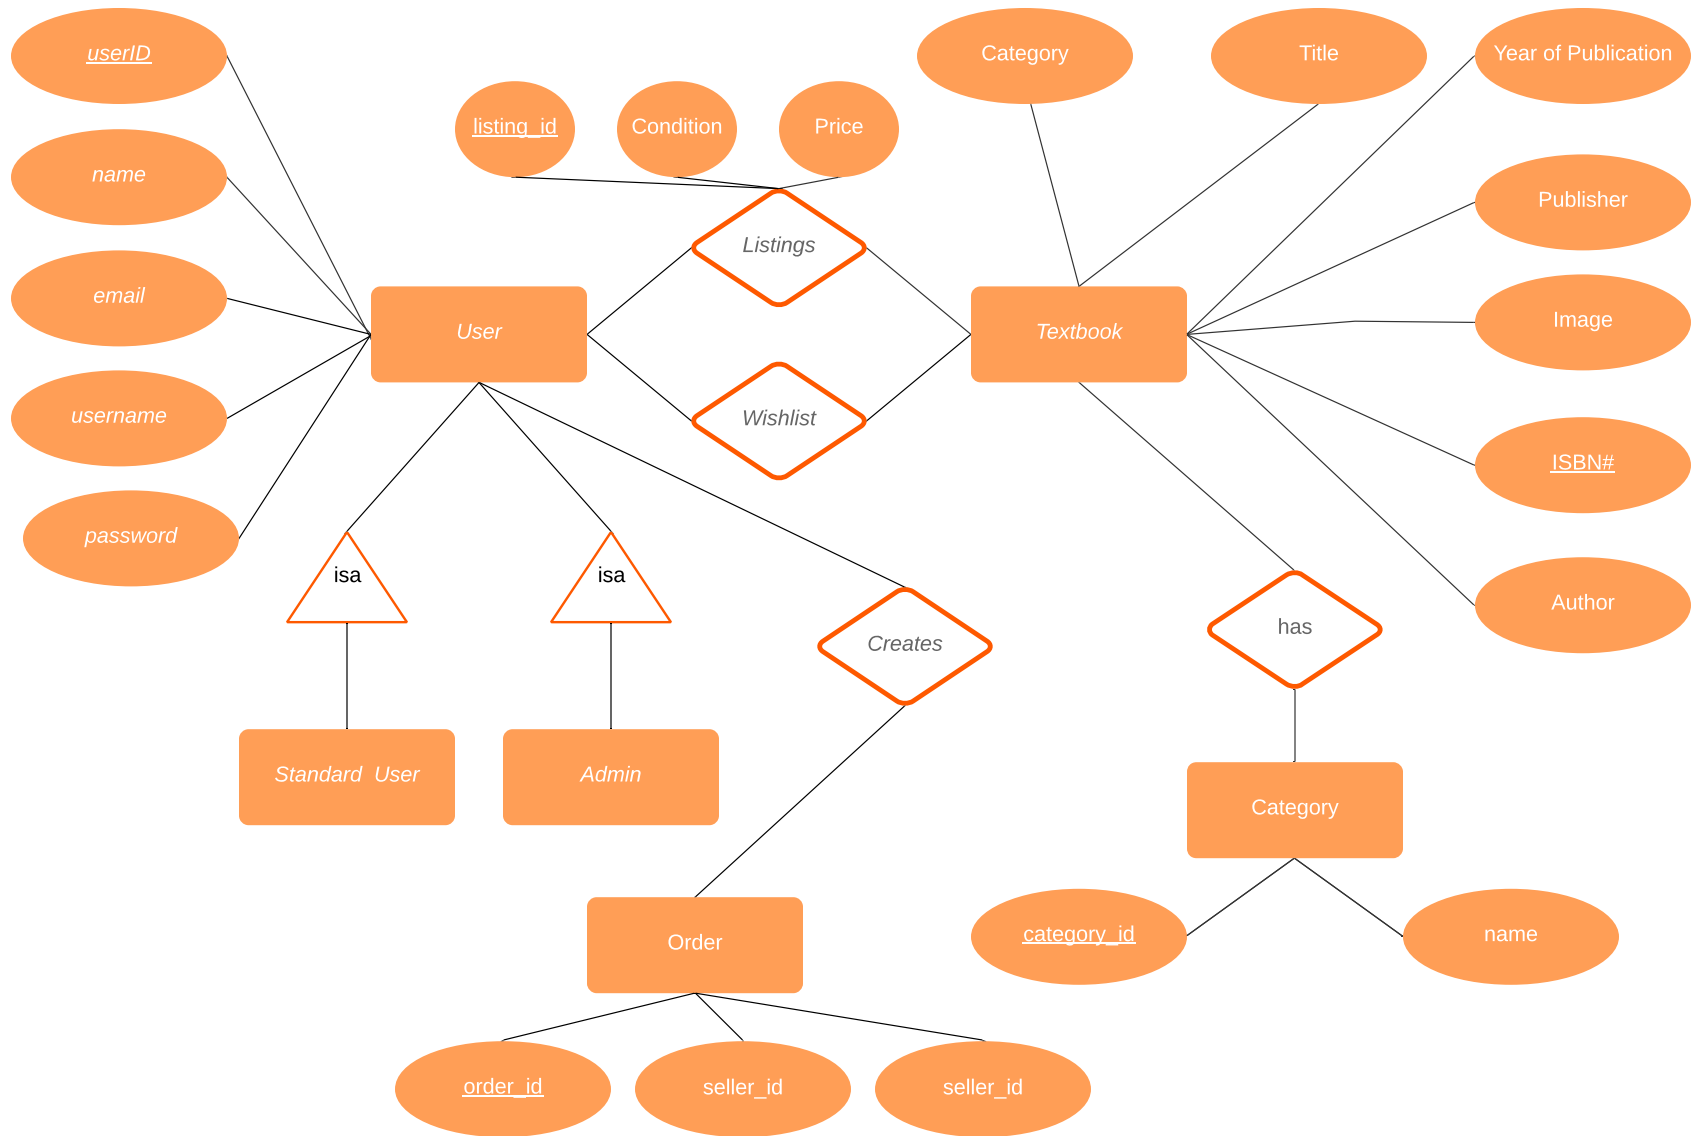 userID
Category
Title
Year of Publication
listing_id
Condition
Price
name
Publisher
Listings
email
Image
User
Textbook
username
Wishlist
ISBN#
password
isa
isa
Author
Creates
has
Standard  User
Admin
Category
Order
category_id
name
order_id
seller_id
seller_id